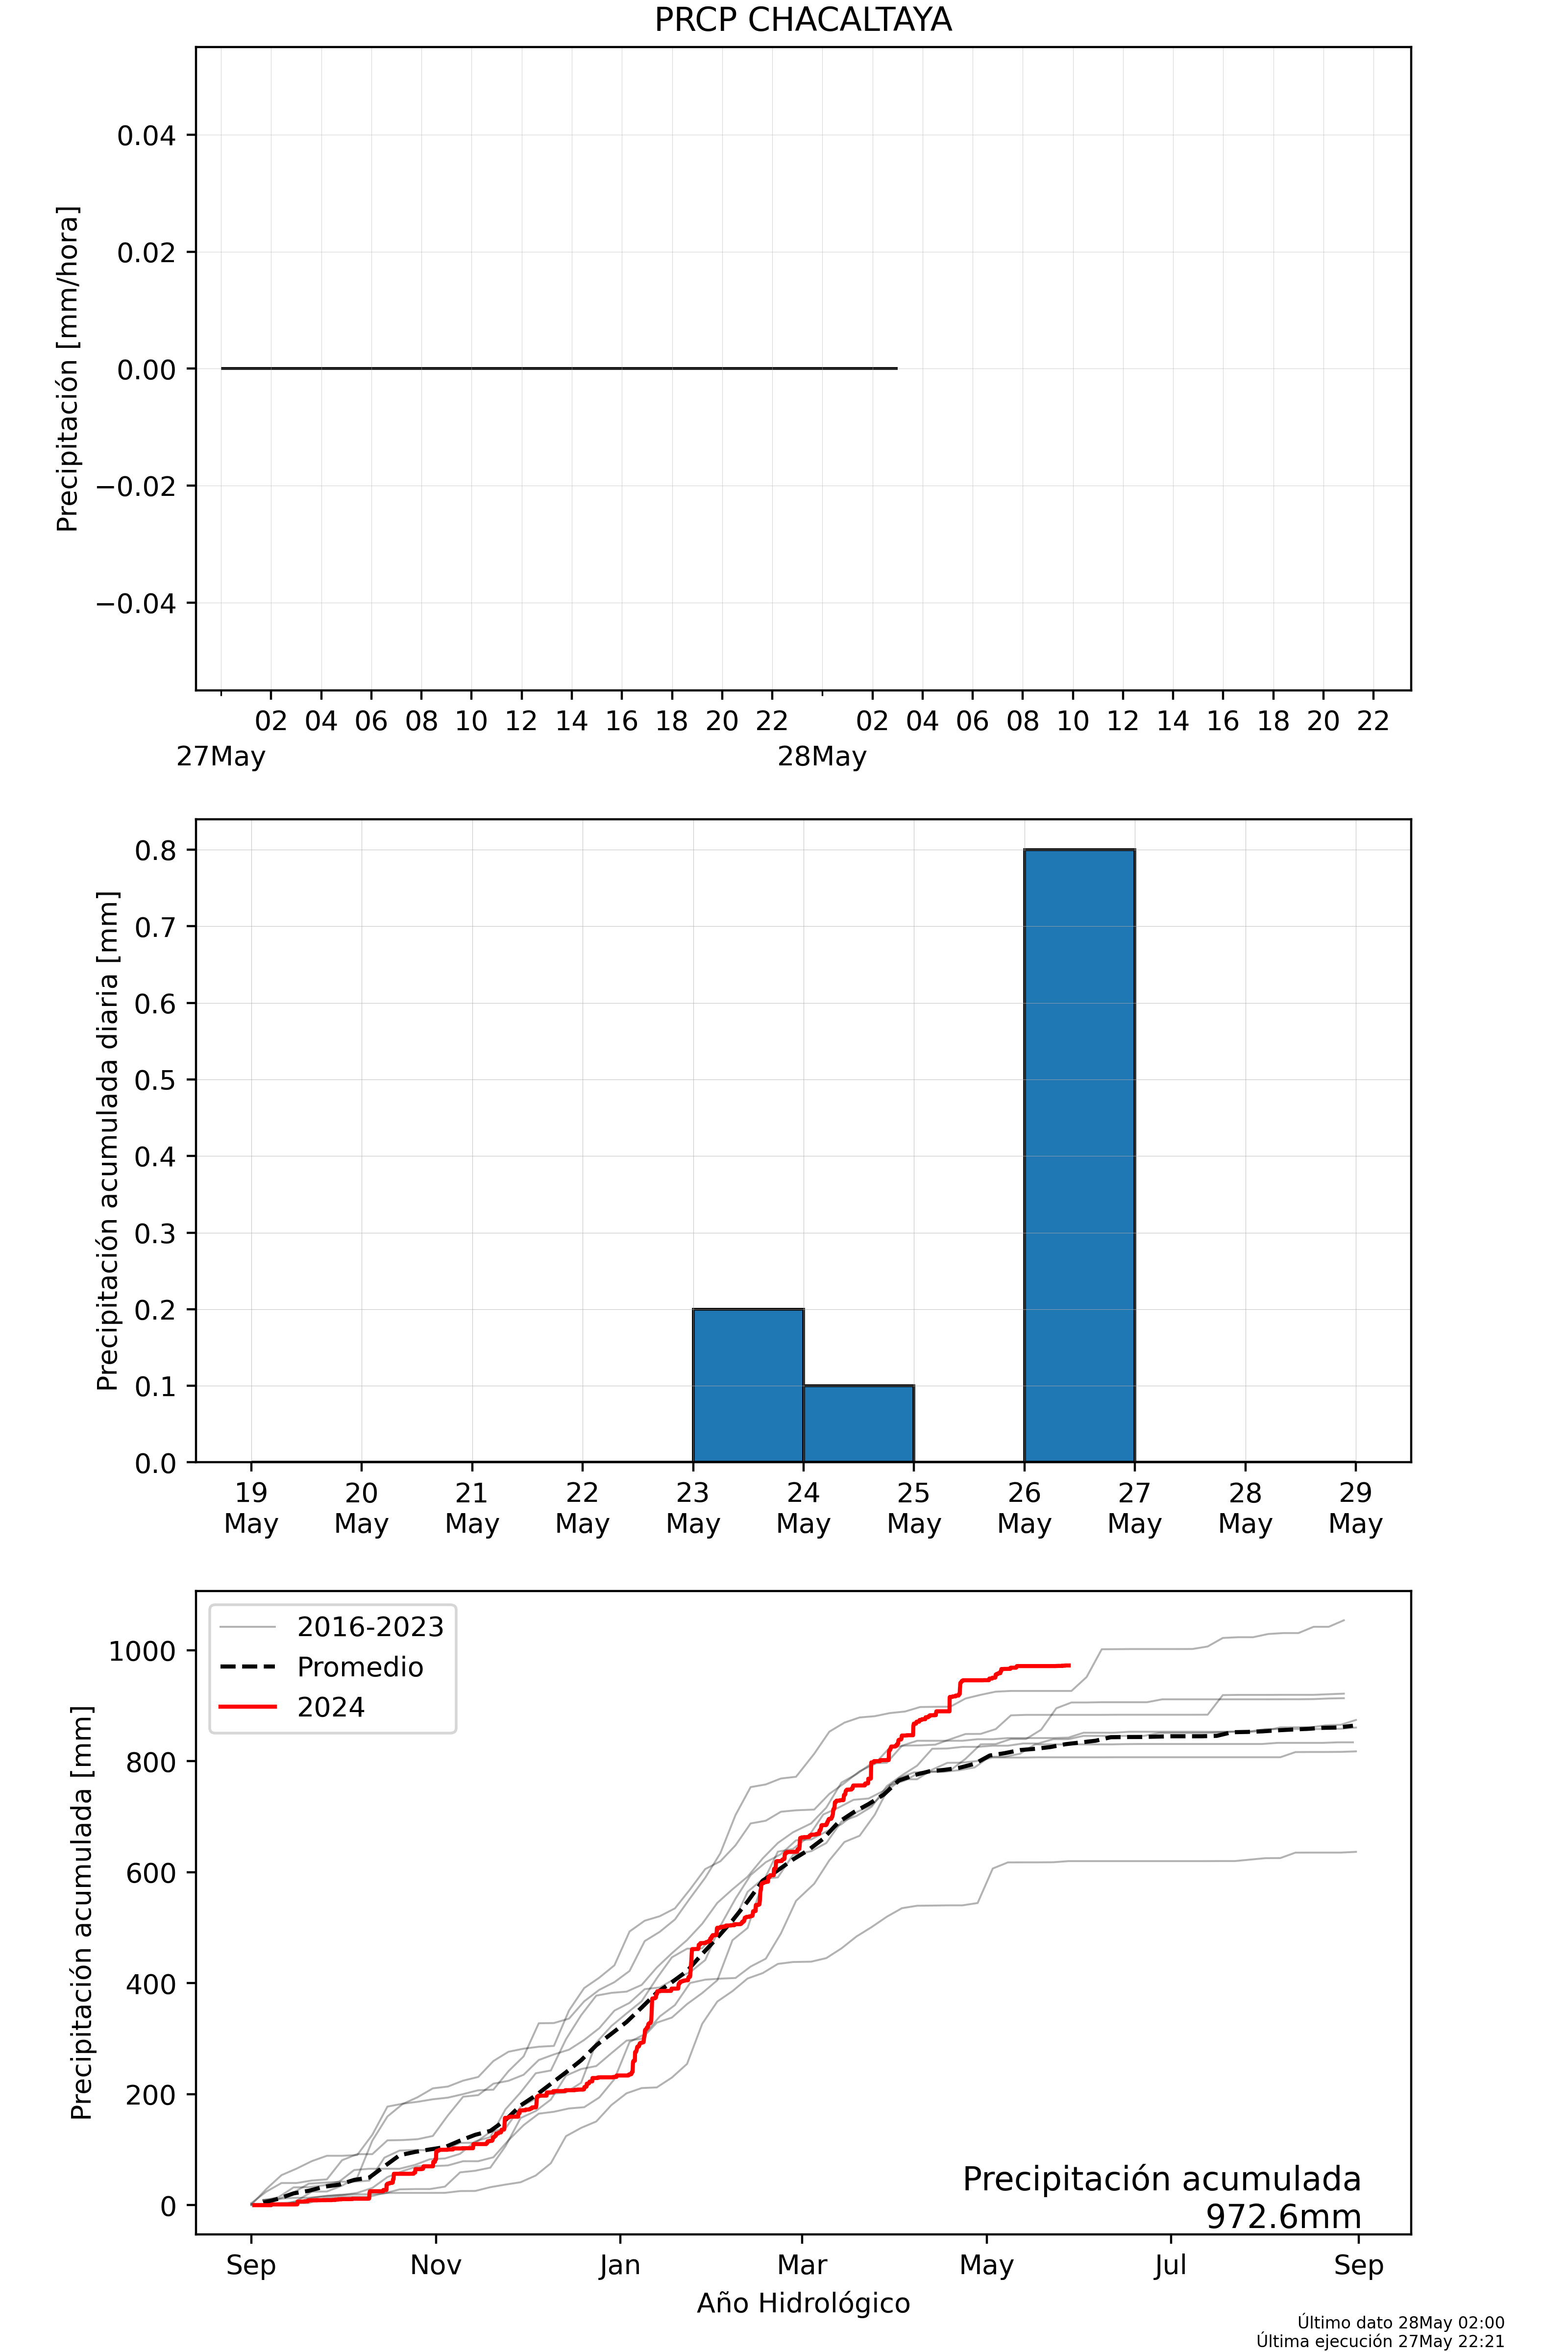 PRCP CHACALTAYA
Precipitación [mm/hora]
0.04
0.02
0.00
−0.02
−0.04
02 04 06 08 10 12 14 16 18 20 22 02 04 06 08 10 12 14 16 18 20 22
27May 28May
Precipitación acumulada diaria [mm]
0.8
0.7
0.6
0.5
0.4
0.3
0.2
0.1
0.0
19 20 21 22 23 24 25 26 27 28 29
May May May May May May May May May May May
Precipitación acumulada [mm]
1000
800
600
400
200
0
2016-2023
Promedio
2024
Precipitación acumulada
972.6mm
Sep Nov Jan Mar May Jul Sep
Año Hidrológico
Último dato 28May 02:00
Última ejecución 27May 22:21